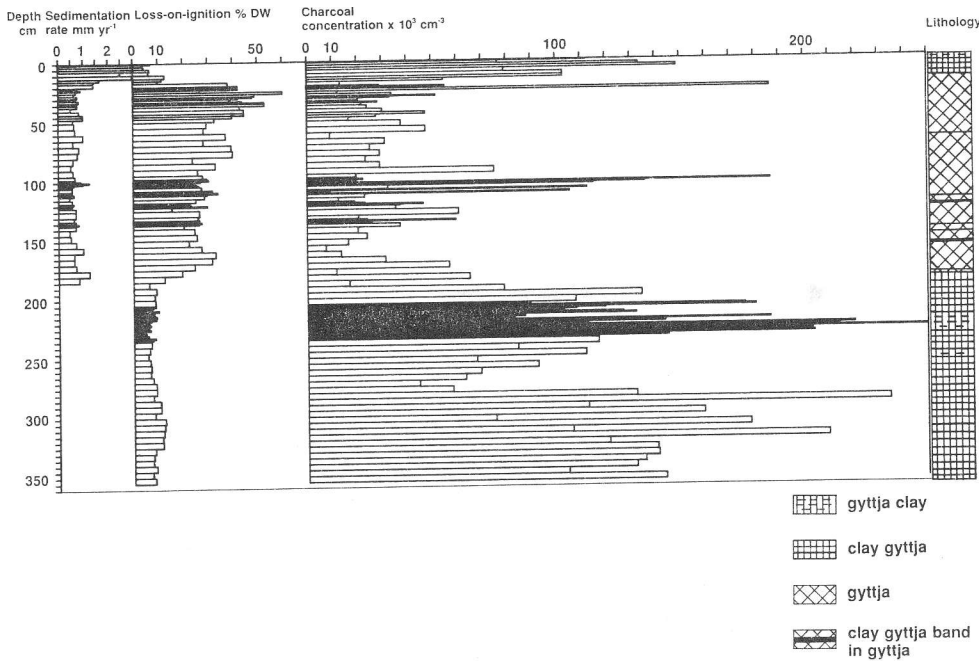 Depth Sedimentation Loss-on-ignition % DW
cm rate mm yr⁻¹
Charcoal
concentration x 10³ cm⁻³
Lithology
0 1 2 0 10 50 0 10 100 200
0
50
100
150
200
250
300
350
gyttja clay
clay gyttja
gyttja
clay gyttja band
in gyttja